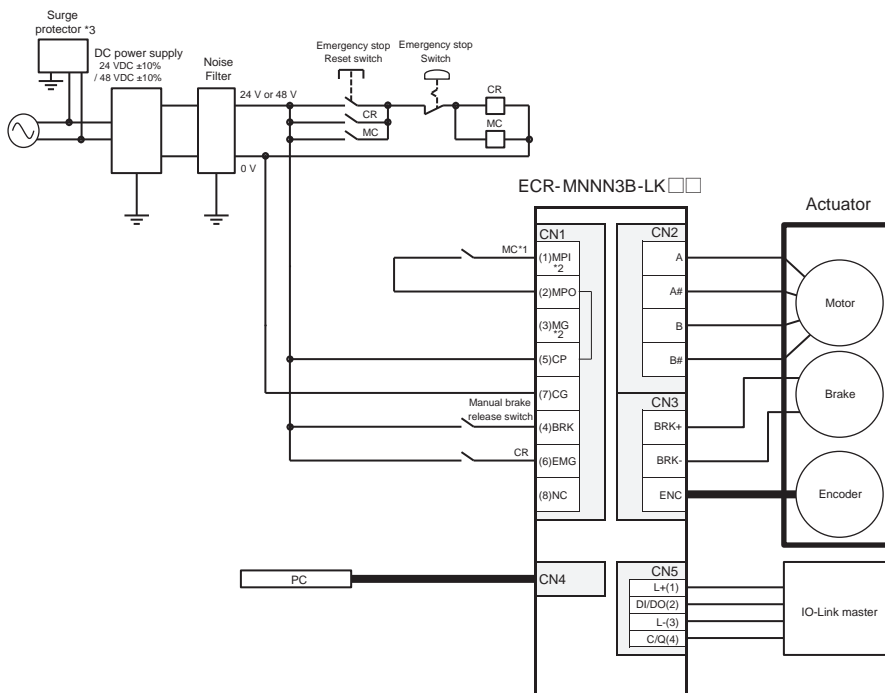 Surge
protector *3
DC power supply
24 VDC ±10%
/ 48 VDC ±10%
Noise
Filter
Emergency stop
Reset switch
Emergency stop
Switch
24 V or 48 V
CR
MC
CR
MC
0 V
ECR-MNNN3B-LK□□
Actuator
CN1
MC*1
(1)MPI
*2
(2)MPO
(3)MG
*2
(5)CP
(7)CG
Manual brake
release switch
(4)BRK
CR
(6)EMG
(8)NC
CN2
A
A#
B
B#
CN3
BRK+
BRK-
ENC
Motor
Brake
Encoder
PC
CN4
CN5
L+(1)
DI/DO(2)
L-(3)
C/Q(4)
IO-Link master